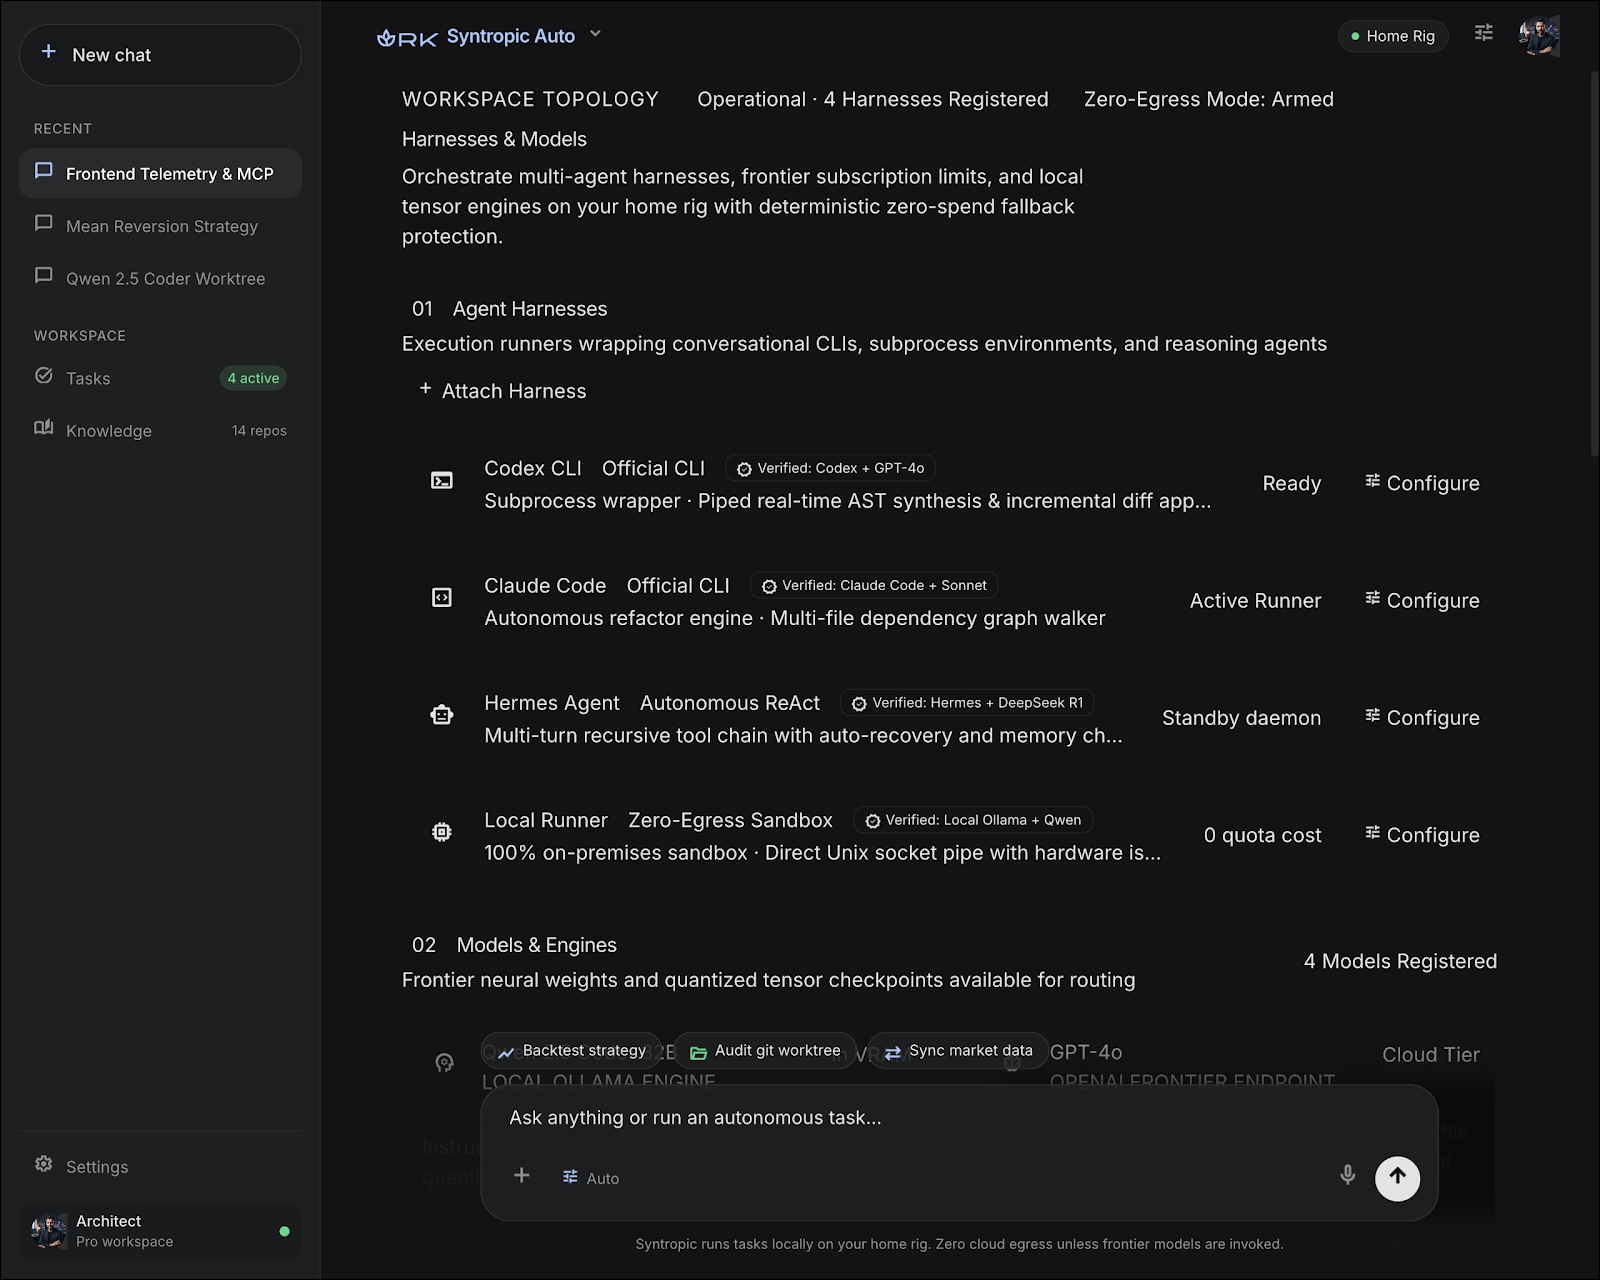 New chat
RECENT
Frontend Telemetry & MCP
Mean Reversion Strategy
Qwen 2.5 Coder Worktree
WORKSPACE
Tasks 4 active
Knowledge 14 repos
Settings
Architect
Pro workspace
RK Syntropic Auto
Home Rig
WORKSPACE TOPOLOGY Operational · 4 Harnesses Registered Zero-Egress Mode: Armed
Harnesses & Models
Orchestrate multi-agent harnesses, frontier subscription limits, and local
tensor engines on your home rig with deterministic zero-spend fallback
protection.
01 Agent Harnesses
Execution runners wrapping conversational CLIs, subprocess environments, and reasoning agents
+ Attach Harness
Codex CLI Official CLI Verified: Codex + GPT-4o
Subprocess wrapper · Piped real-time AST synthesis & incremental diff app...
Ready Configure
Claude Code Official CLI Verified: Claude Code + Sonnet
Autonomous refactor engine · Multi-file dependency graph walker
Active Runner Configure
Hermes Agent Autonomous ReAct Verified: Hermes + DeepSeek R1
Multi-turn recursive tool chain with auto-recovery and memory ch...
Standby daemon Configure
Local Runner Zero-Egress Sandbox Verified: Local Ollama + Qwen
100% on-premises sandbox · Direct Unix socket pipe with hardware is...
0 quota cost Configure
02 Models & Engines
Frontier neural weights and quantized tensor checkpoints available for routing
4 Models Registered
Backtest strategy Audit git worktree Sync market data
GPT-4o Cloud Tier
LOCAL OLLAMA ENGINE OPENAI FRONTIER ENDPOINT
Ask anything or run an autonomous task...
Auto
Syntropic runs tasks locally on your home rig. Zero cloud egress unless frontier models are invoked.